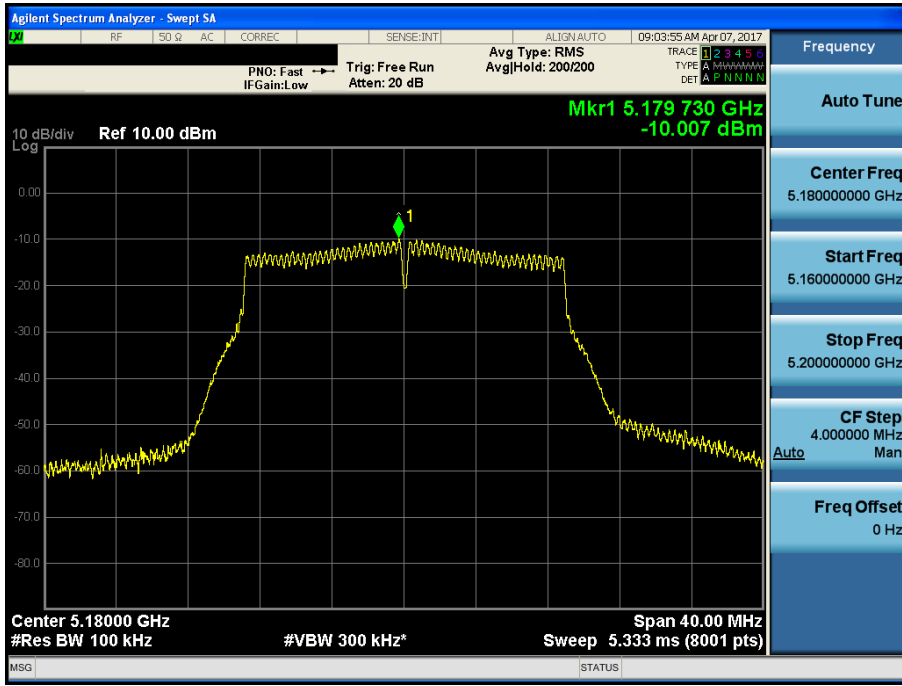 Agilent Spectrum Analyzer - Swept SA
LXI RF 50 Ω AC CORREC SENSE:INT ALIGN AUTO 09:03:55 AM Apr 07, 2017
PNO: Fast
IFGain:Low
Trig: Free Run
Atten: 20 dB
Avg Type: RMS
Avg|Hold: 200/200
TRACE 1 2 3 4 5 6
TYPE A MWWWWW
DET A P N N N N
Mkr1 5.179 730 GHz
-10.007 dBm
10 dB/div Ref 10.00 dBm
Log
0.00
-10.0
-20.0
-30.0
-40.0
-50.0
-60.0
-70.0
-80.0
1
Center 5.18000 GHz Span 40.00 MHz
#Res BW 100 kHz #VBW 300 kHz* Sweep 5.333 ms (8001 pts)
MSG STATUS
Frequency
Auto Tune
Center Freq
5.180000000 GHz
Start Freq
5.160000000 GHz
Stop Freq
5.200000000 GHz
CF Step
4.000000 MHz
Auto Man
Freq Offset
0 Hz